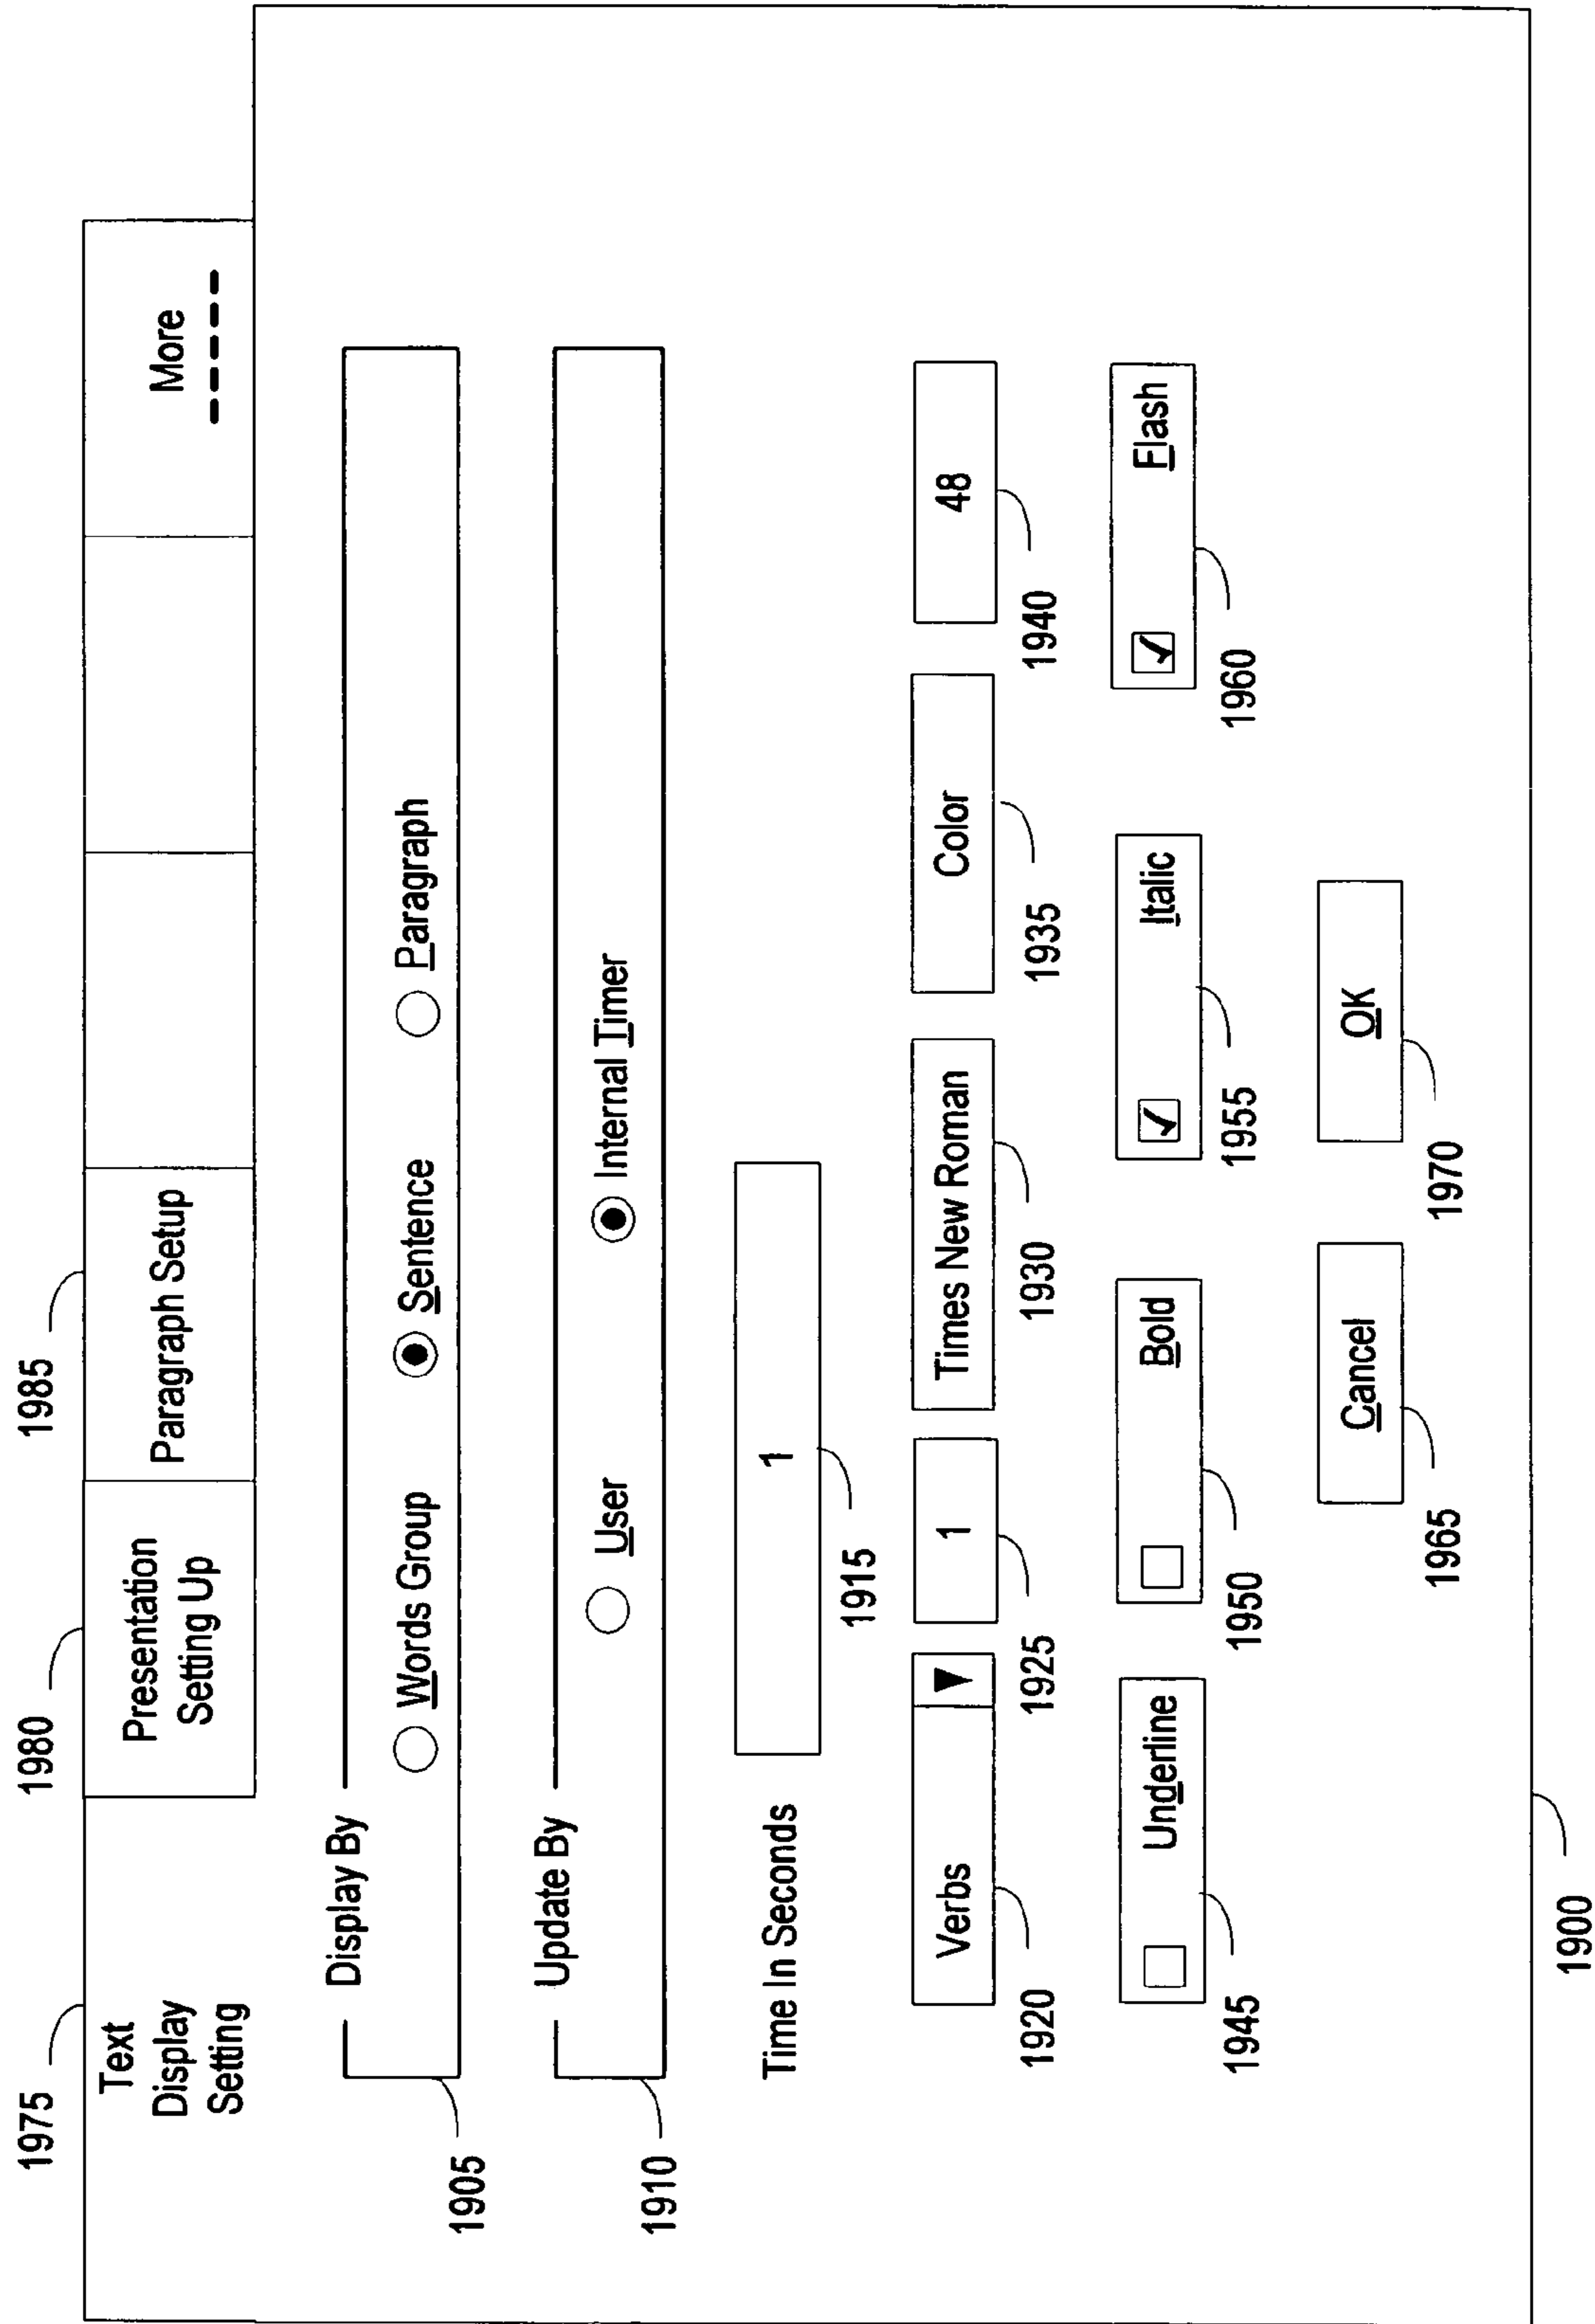 1975
1980
1985
Text
Display
Setting
Presentation
Setting Up
Paragraph Setup
More
Display By
Words Group
Sentence
Paragraph
1905
Update By
User
Internal Timer
1910
Time In Seconds
1
1915
Verbs
1
Times New Roman
Color
48
1920
1925
1930
1935
1940
Underline
Bold
Italic
Flash
1945
1950
1955
1960
Cancel
OK
1965
1970
1900